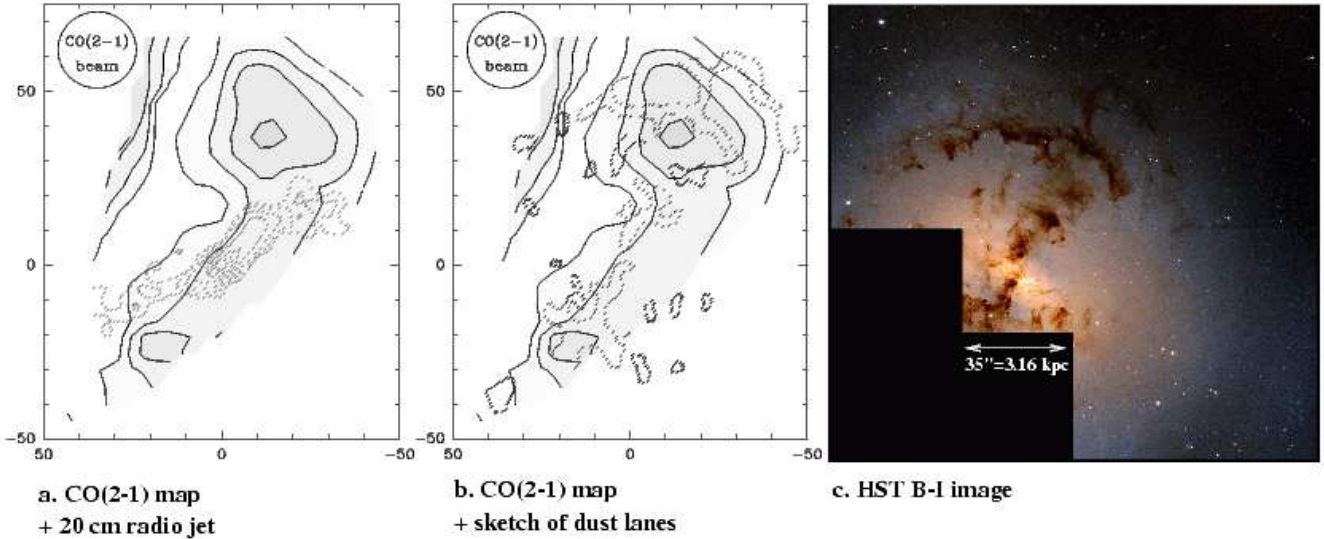 CO(2-1)
beam
50
0
-50
50
0
-50
CO(2-1)
beam
50
0
-50
50
0
-50
35"=3.16 kpc
a. CO(2-1) map
+ 20 cm radio jet
b. CO(2-1) map
+ sketch of dust lanes
c. HST B-I image